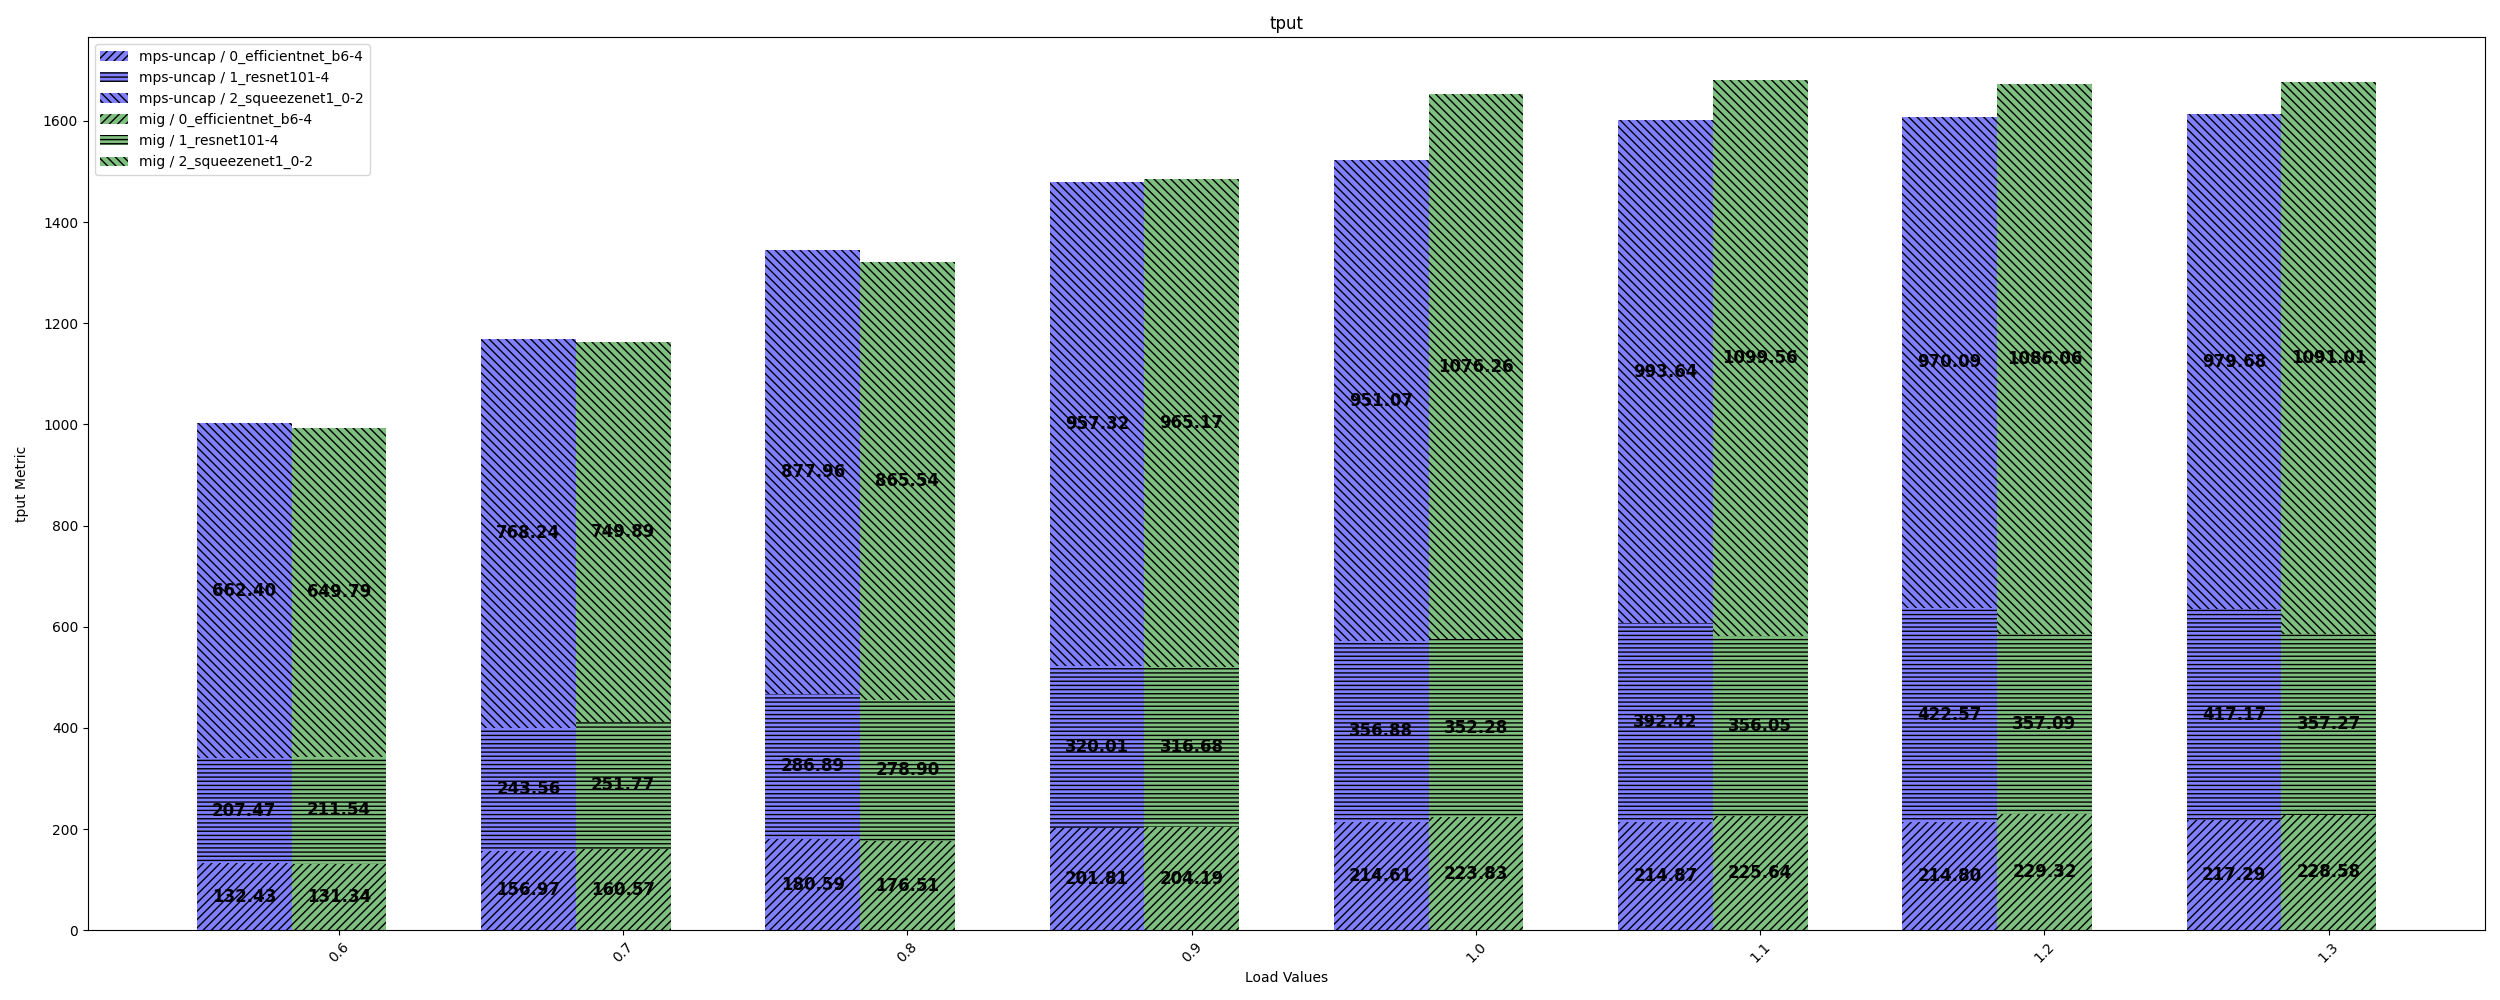 tput
mps-uncap / 0_efficientnet_b6-4
mps-uncap / 1_resnet101-4
mps-uncap / 2_squeezenet1_0-2
mig / 0_efficientnet_b6-4
mig / 1_resnet101-4
mig / 2_squeezenet1_0-2
tput Metric
1600
1400
1200
1000
800
600
400
200
0
662.40 649.79 768.24 749.89 877.96 865.54 957.32 965.17 951.07 1076.26 993.64 1099.56 970.09 1086.06 979.68 1091.01
207.47 211.54 243.56 251.77 286.89 278.90 320.01 316.68 356.88 352.28 392.42 356.05 422.57 357.09 417.17 357.27
132.43 131.34 156.97 160.57 180.59 176.51 201.81 204.19 214.61 223.83 214.87 225.64 214.80 229.32 217.29 228.58
0.6 0.7 0.8 0.9 1.0 1.1 1.2 1.3
Load Values